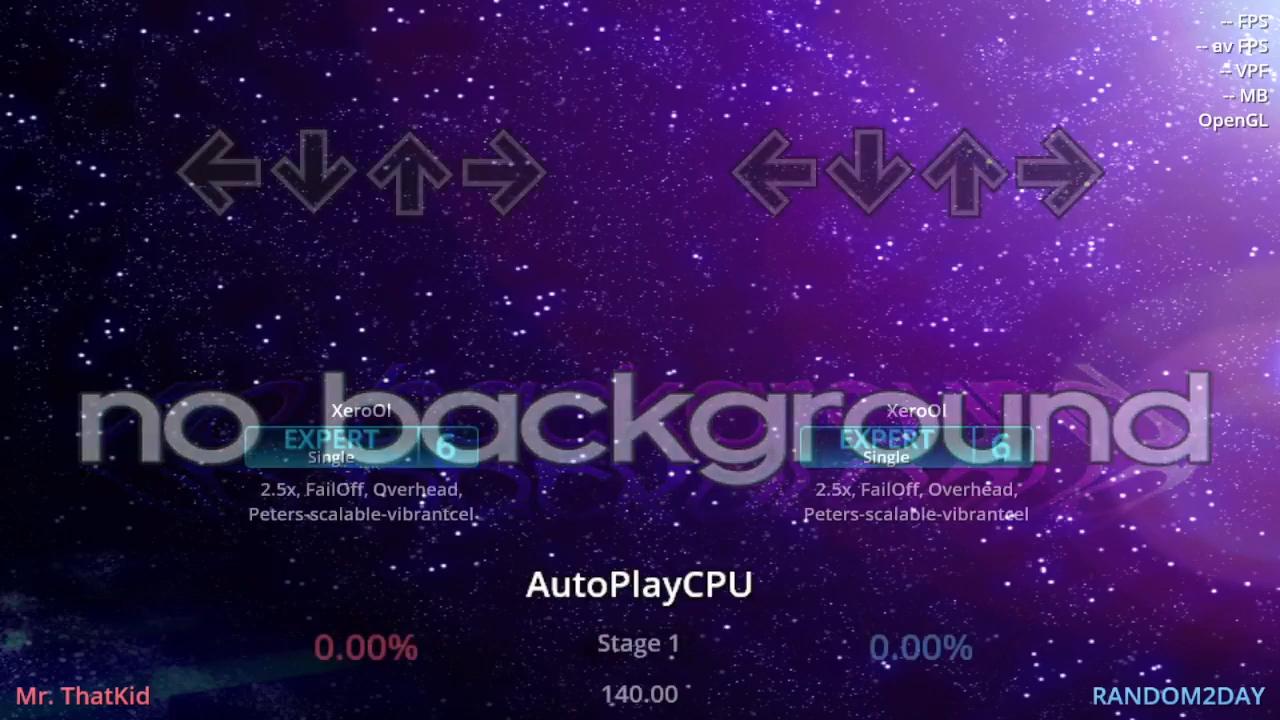 -- FPS
-- av FPS
-- VPF
-- MB
OpenGL
no background
XeroOl
XeroOl
EXPERT 6
Single
EXPERT 6
Single
2.5x, FailOff, Overhead,
Peters-scalable-vibrantcel
2.5x, FailOff, Overhead,
Peters-scalable-vibrantcel
AutoPlayCPU
0.00%
Stage 1
0.00%
Mr. ThatKid
140.00
RANDOM2DAY